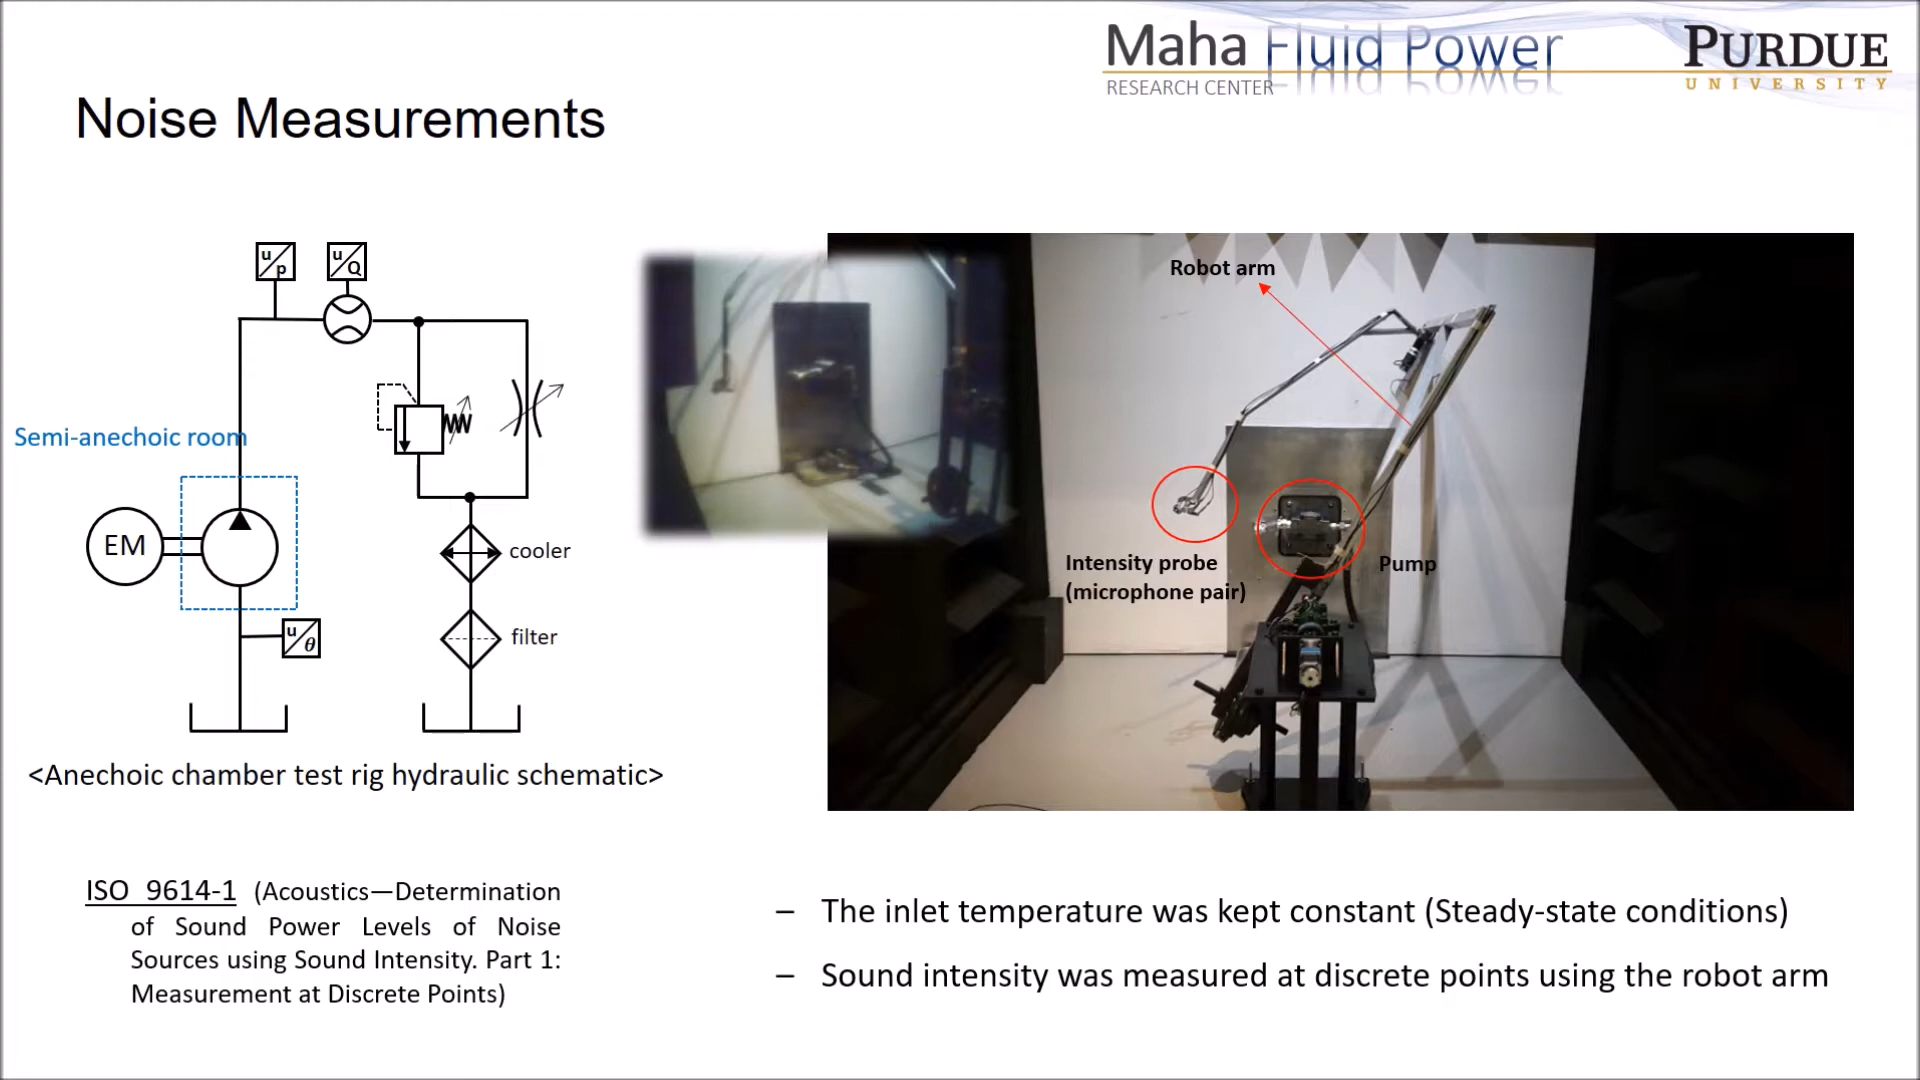 Maha Fluid Power
RESEARCH CENTER
PURDUE
UNIVERSITY
Noise Measurements
u/p
u/Q
Semi-anechoic room
EM
u/θ
cooler
filter
<Anechoic chamber test rig hydraulic schematic>
Robot arm
Intensity probe
(microphone pair)
Pump
ISO 9614-1 (Acoustics—Determination
of Sound Power Levels of Noise
Sources using Sound Intensity. Part 1:
Measurement at Discrete Points)
– The inlet temperature was kept constant (Steady-state conditions)
– Sound intensity was measured at discrete points using the robot arm